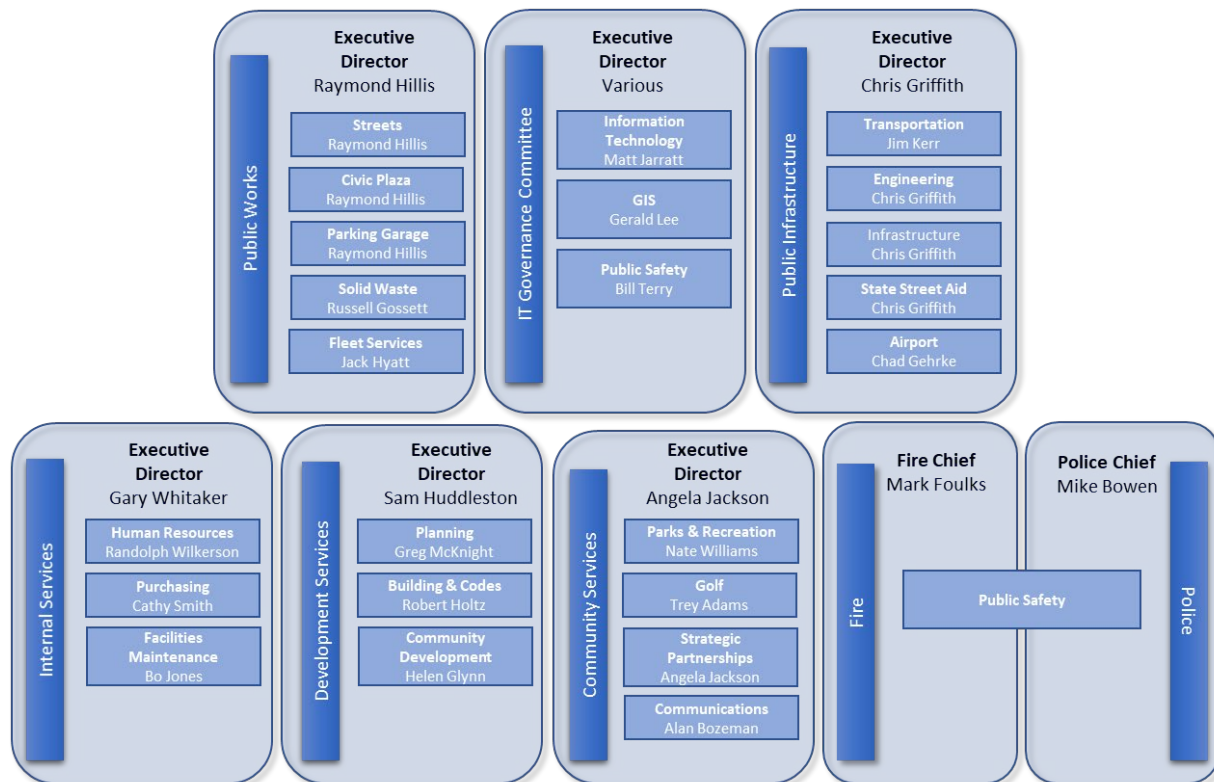 Public Works
Executive
Director
Raymond Hillis
Streets
Raymond Hillis
Civic Plaza
Raymond Hillis
Parking Garage
Raymond Hillis
Solid Waste
Russell Gossett
Fleet Services
Jack Hyatt
IT Governance Committee
Executive
Director
Various
Information
Technology
Matt Jarratt
GIS
Gerald Lee
Public Safety
Bill Terry
Public Infrastructure
Executive
Director
Chris Griffith
Transportation
Jim Kerr
Engineering
Chris Griffith
Infrastructure
Chris Griffith
State Street Aid
Chris Griffith
Airport
Chad Gehrke
Internal Services
Executive
Director
Gary Whitaker
Human Resources
Randolph Wilkerson
Purchasing
Cathy Smith
Facilities
Maintenance
Bo Jones
Development Services
Executive
Director
Sam Huddleston
Planning
Greg McKnight
Building & Codes
Robert Holtz
Community
Development
Helen Glynn
Community Services
Executive
Director
Angela Jackson
Parks & Recreation
Nate Williams
Golf
Trey Adams
Strategic
Partnerships
Angela Jackson
Communications
Alan Bozeman
Fire
Fire Chief
Mark Foulks
Public Safety
Police Chief
Mike Bowen
Police